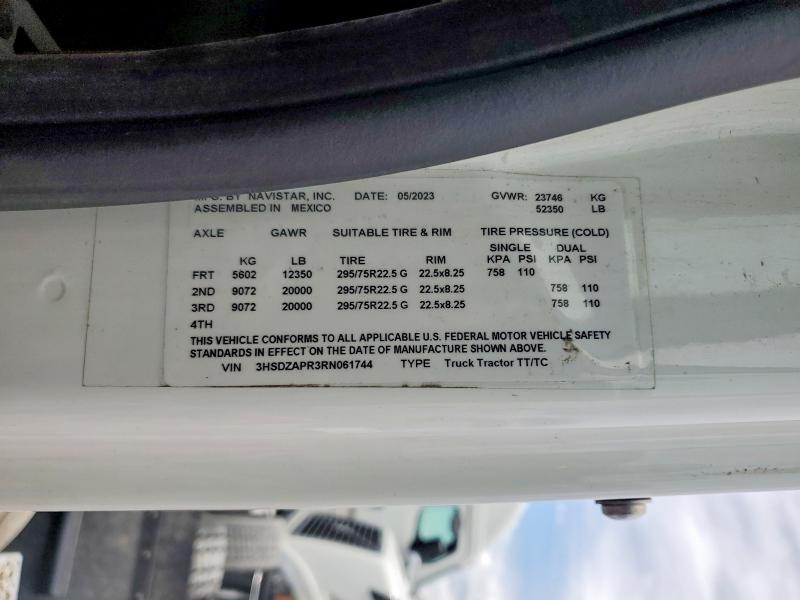 MFG. BY NAVISTAR, INC. DATE: 05/2023 GVWR: 23746 KG
ASSEMBLED IN MEXICO 52350 LB
AXLE GAWR SUITABLE TIRE & RIM TIRE PRESSURE (COLD)
SINGLE DUAL
KG LB TIRE RIM KPA PSI KPA PSI
FRT 5602 12350 295/75R22.5 G 22.5x8.25 758 110
2ND 9072 20000 295/75R22.5 G 22.5x8.25 758 110
3RD 9072 20000 295/75R22.5 G 22.5x8.25 758 110
4TH
THIS VEHICLE CONFORMS TO ALL APPLICABLE U.S. FEDERAL MOTOR VEHICLE SAFETY
STANDARDS IN EFFECT ON THE DATE OF MANUFACTURE SHOWN ABOVE.
VIN 3HSDZAPR3RN061744 TYPE Truck Tractor TT/TC